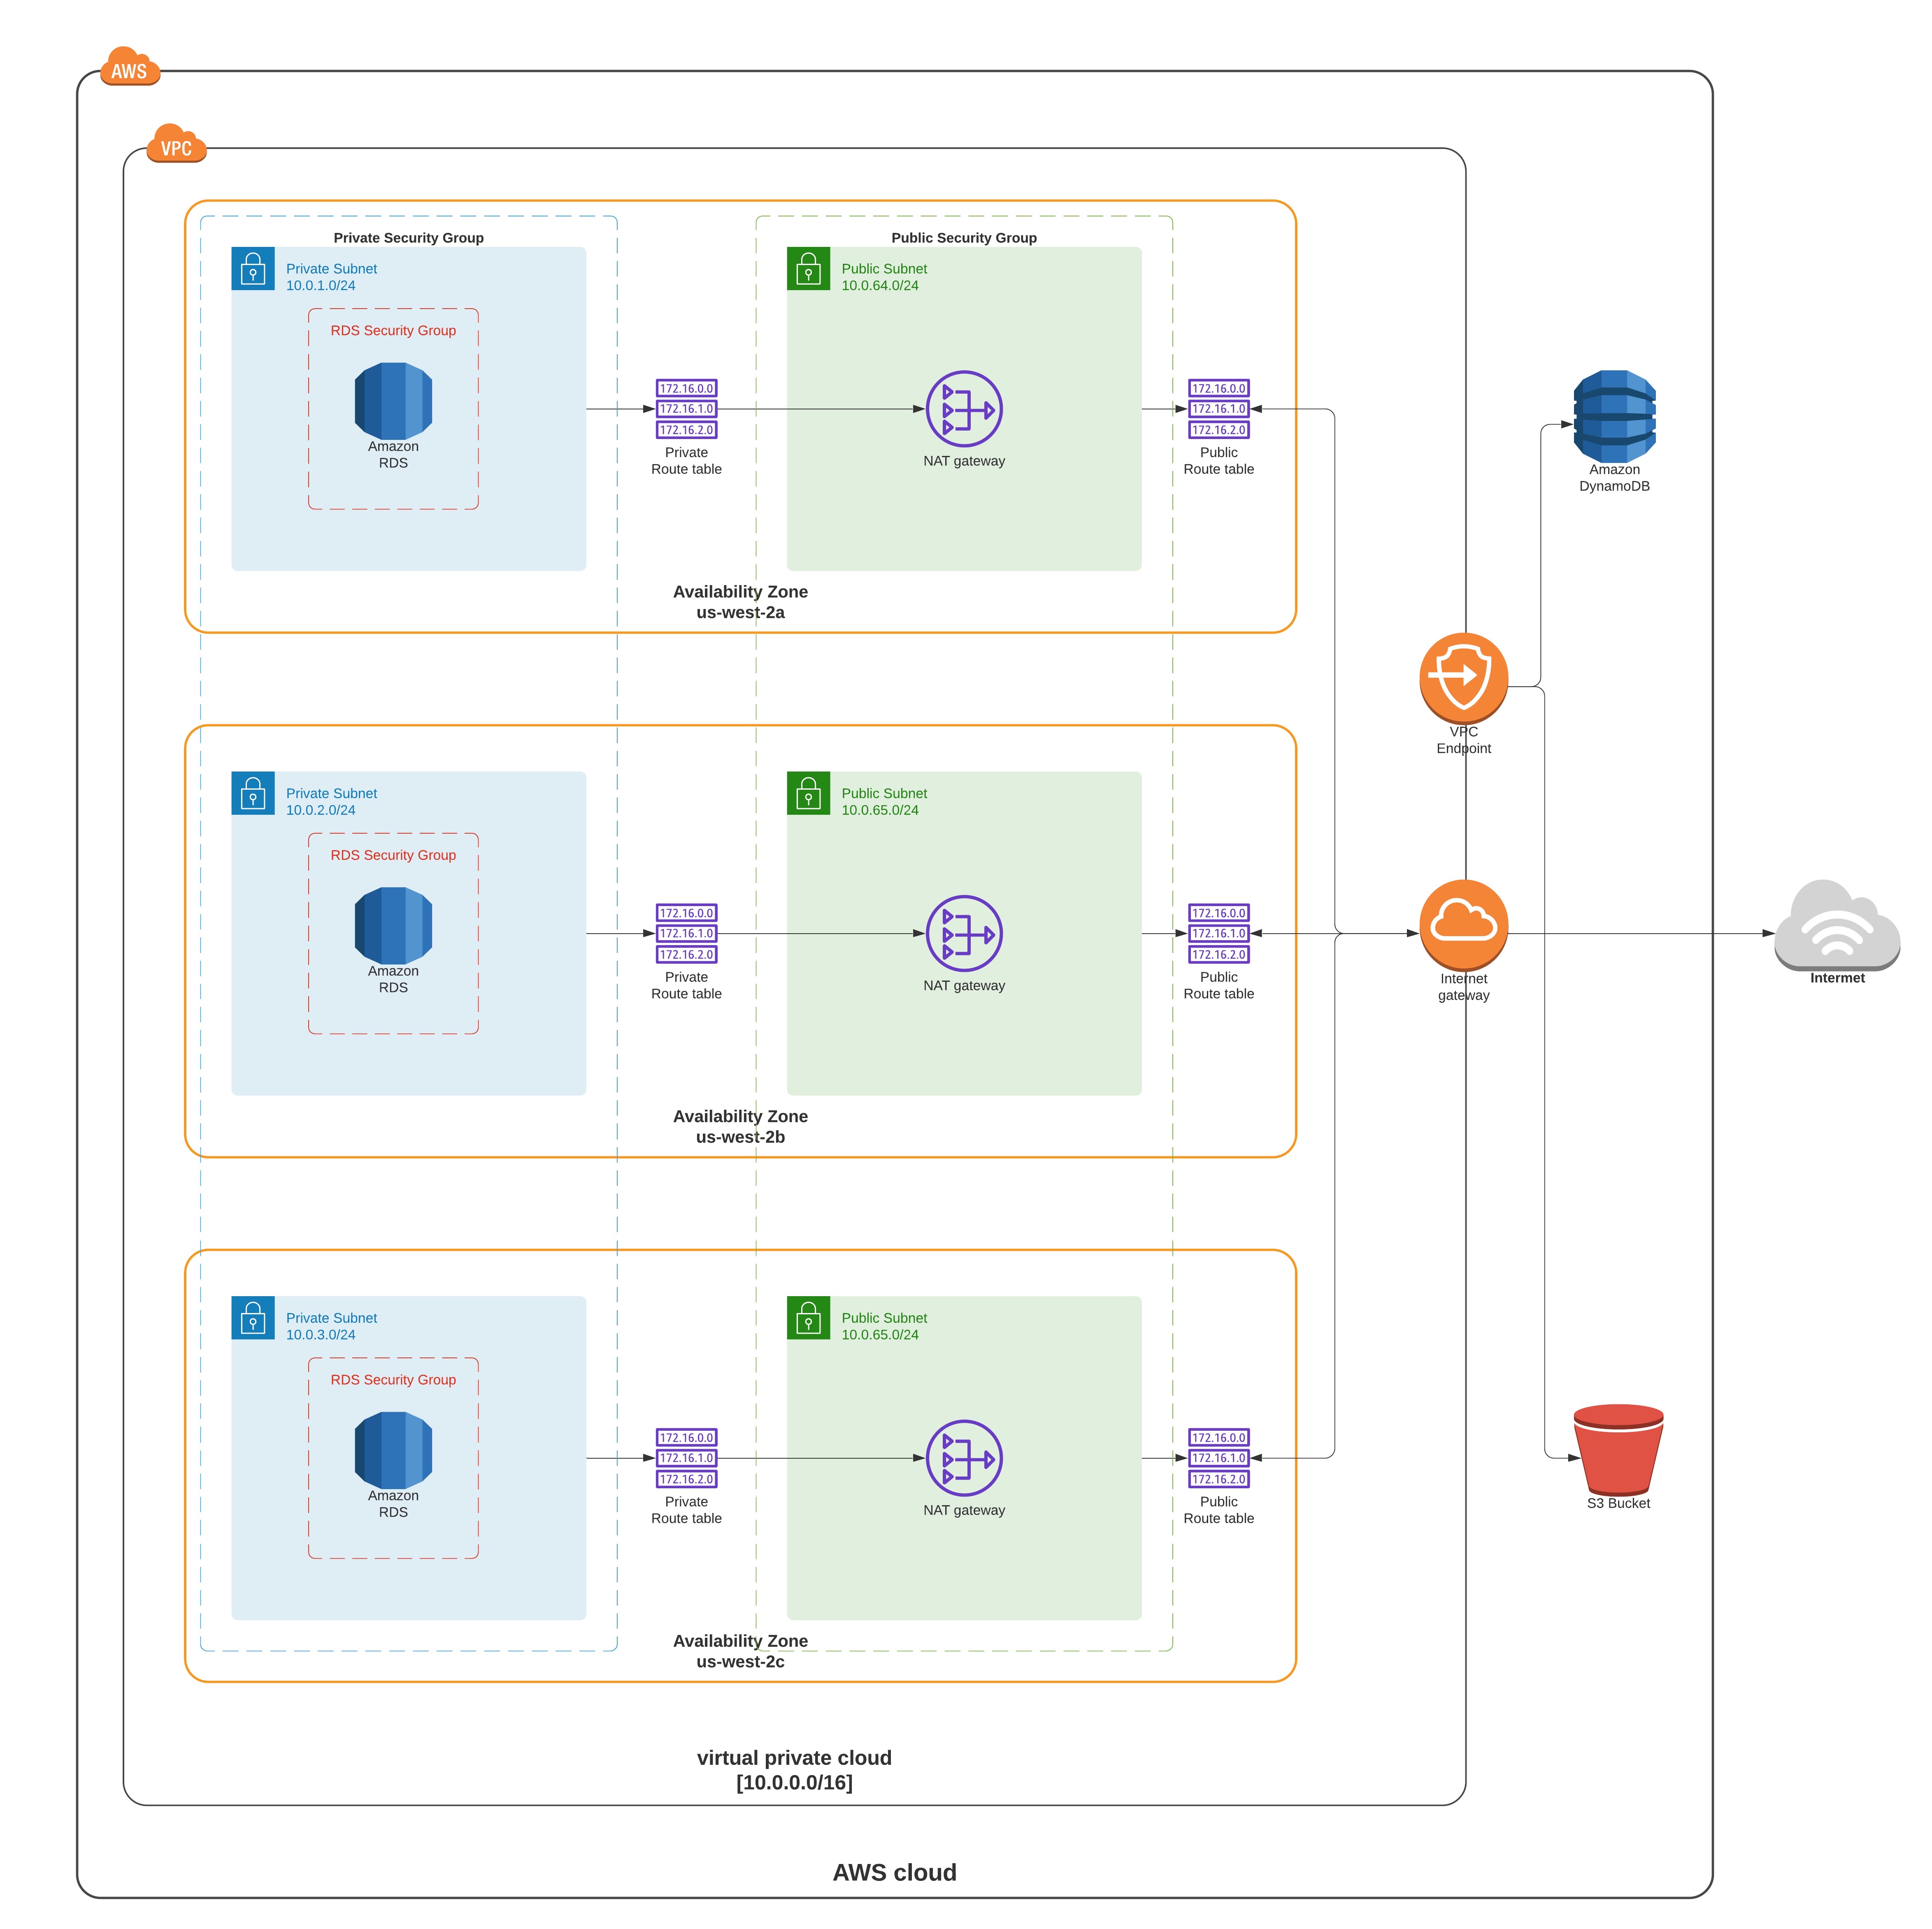 AWS
VPC
Private Security Group
Public Security Group
Private Subnet
10.0.1.0/24
RDS Security Group
Amazon
RDS
172.16.0.0
172.16.1.0
172.16.2.0
Private
Route table
Public Subnet
10.0.64.0/24
NAT gateway
172.16.0.0
172.16.1.0
172.16.2.0
Public
Route table
Availability Zone
us-west-2a
Amazon
DynamoDB
VPC
Endpoint
Private Subnet
10.0.2.0/24
RDS Security Group
Amazon
RDS
172.16.0.0
172.16.1.0
172.16.2.0
Private
Route table
Public Subnet
10.0.65.0/24
NAT gateway
172.16.0.0
172.16.1.0
172.16.2.0
Public
Route table
Availability Zone
us-west-2b
Internet
gateway
Internet
Private Subnet
10.0.3.0/24
RDS Security Group
Amazon
RDS
172.16.0.0
172.16.1.0
172.16.2.0
Private
Route table
Public Subnet
10.0.65.0/24
NAT gateway
172.16.0.0
172.16.1.0
172.16.2.0
Public
Route table
Availability Zone
us-west-2c
S3 Bucket
virtual private cloud
[10.0.0.0/16]
AWS cloud